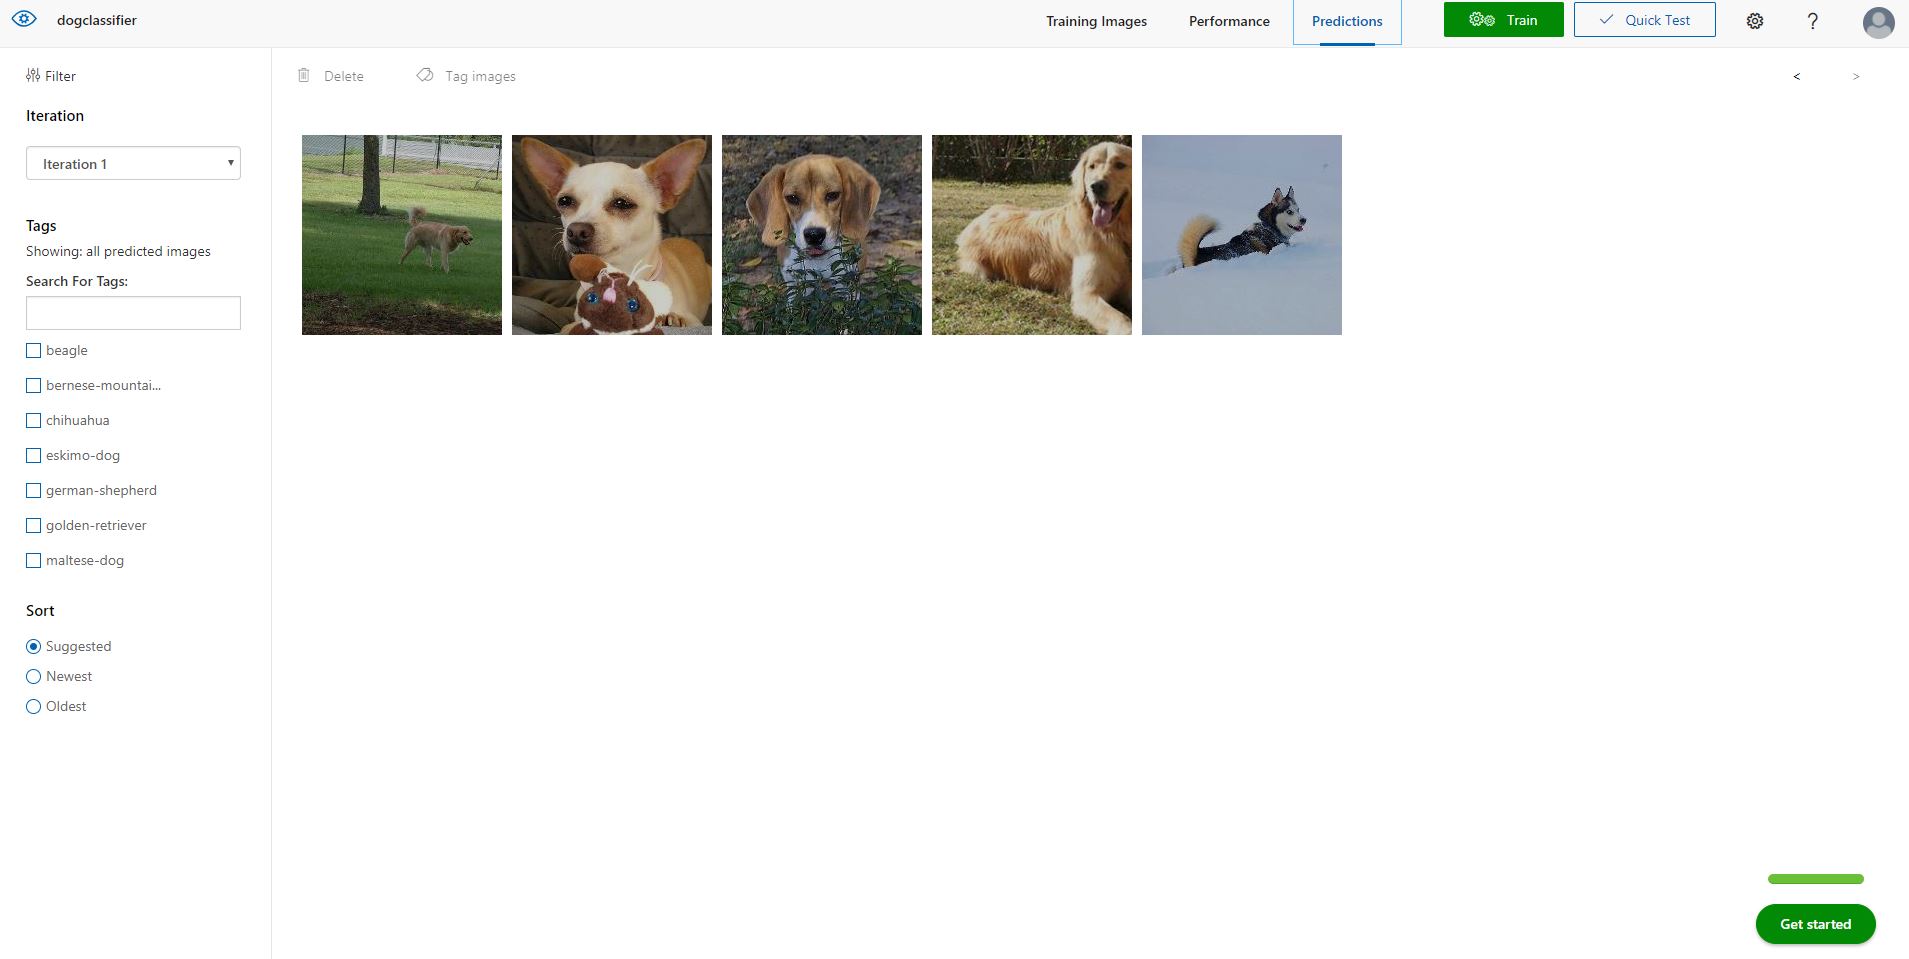 dogclassifier
Training Images
Performance
Predictions
Train
Quick Test
?
Filter
Delete
Tag images
<
>
Iteration
Iteration 1
Tags
Showing: all predicted images
Search For Tags:
beagle
bernese-mountai...
chihuahua
eskimo-dog
german-shepherd
golden-retriever
maltese-dog
Sort
Suggested
Newest
Oldest
Get started